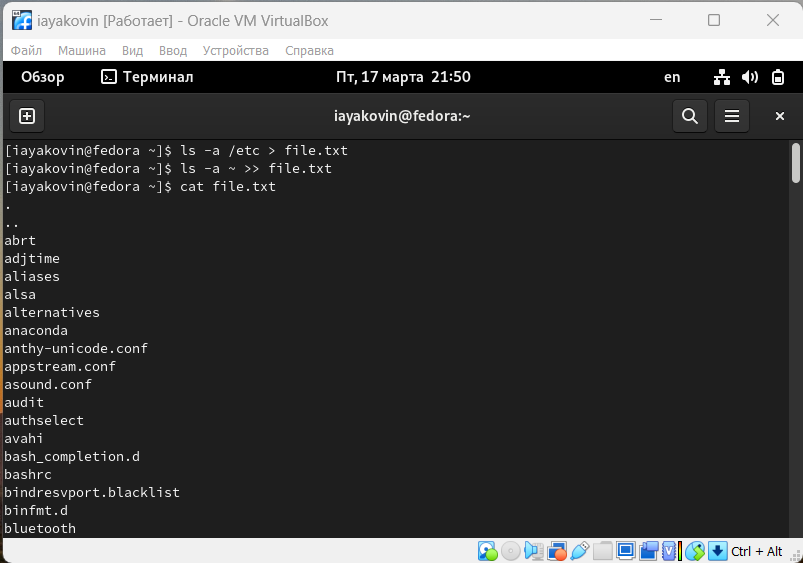 iayakovin [Работает] - Oracle VM VirtualBox
Файл Машина Вид Ввод Устройства Справка
Обзор Терминал Пт, 17 марта 21:50 en
iayakovin@fedora:~
[iayakovin@fedora ~]$ ls -a /etc > file.txt
[iayakovin@fedora ~]$ ls -a ~ >> file.txt
[iayakovin@fedora ~]$ cat file.txt
.
..
abrt
adjtime
aliases
alsa
alternatives
anaconda
anthy-unicode.conf
appstream.conf
asound.conf
audit
authselect
avahi
bash_completion.d
bashrc
bindresvport.blacklist
binfmt.d
bluetooth
Ctrl + Alt